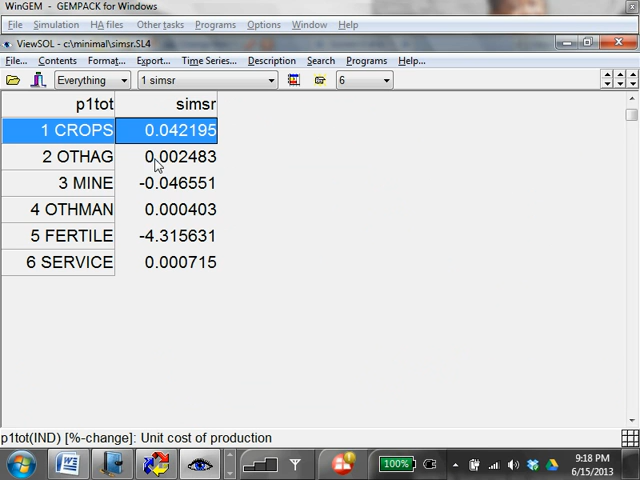 WinGEM - GEMPACK for Windows
File Simulation HA files Other tasks Programs Options Windows Help
ViewSOL - c:\minimal\simsr.SL4
File... Contents Format... Export... Time Series... Description Search Programs Help...
Everything 1 simsr 6
p1tot simsr
1 CROPS 0.042195
2 OTHAG 0.002483
3 MINE -0.046551
4 OTHMAN 0.000403
5 FERTILE -4.315631
6 SERVICE 0.000715
p1tot(IND) [%-change]: Unit cost of production
100% 9:18 PM
6/15/2013